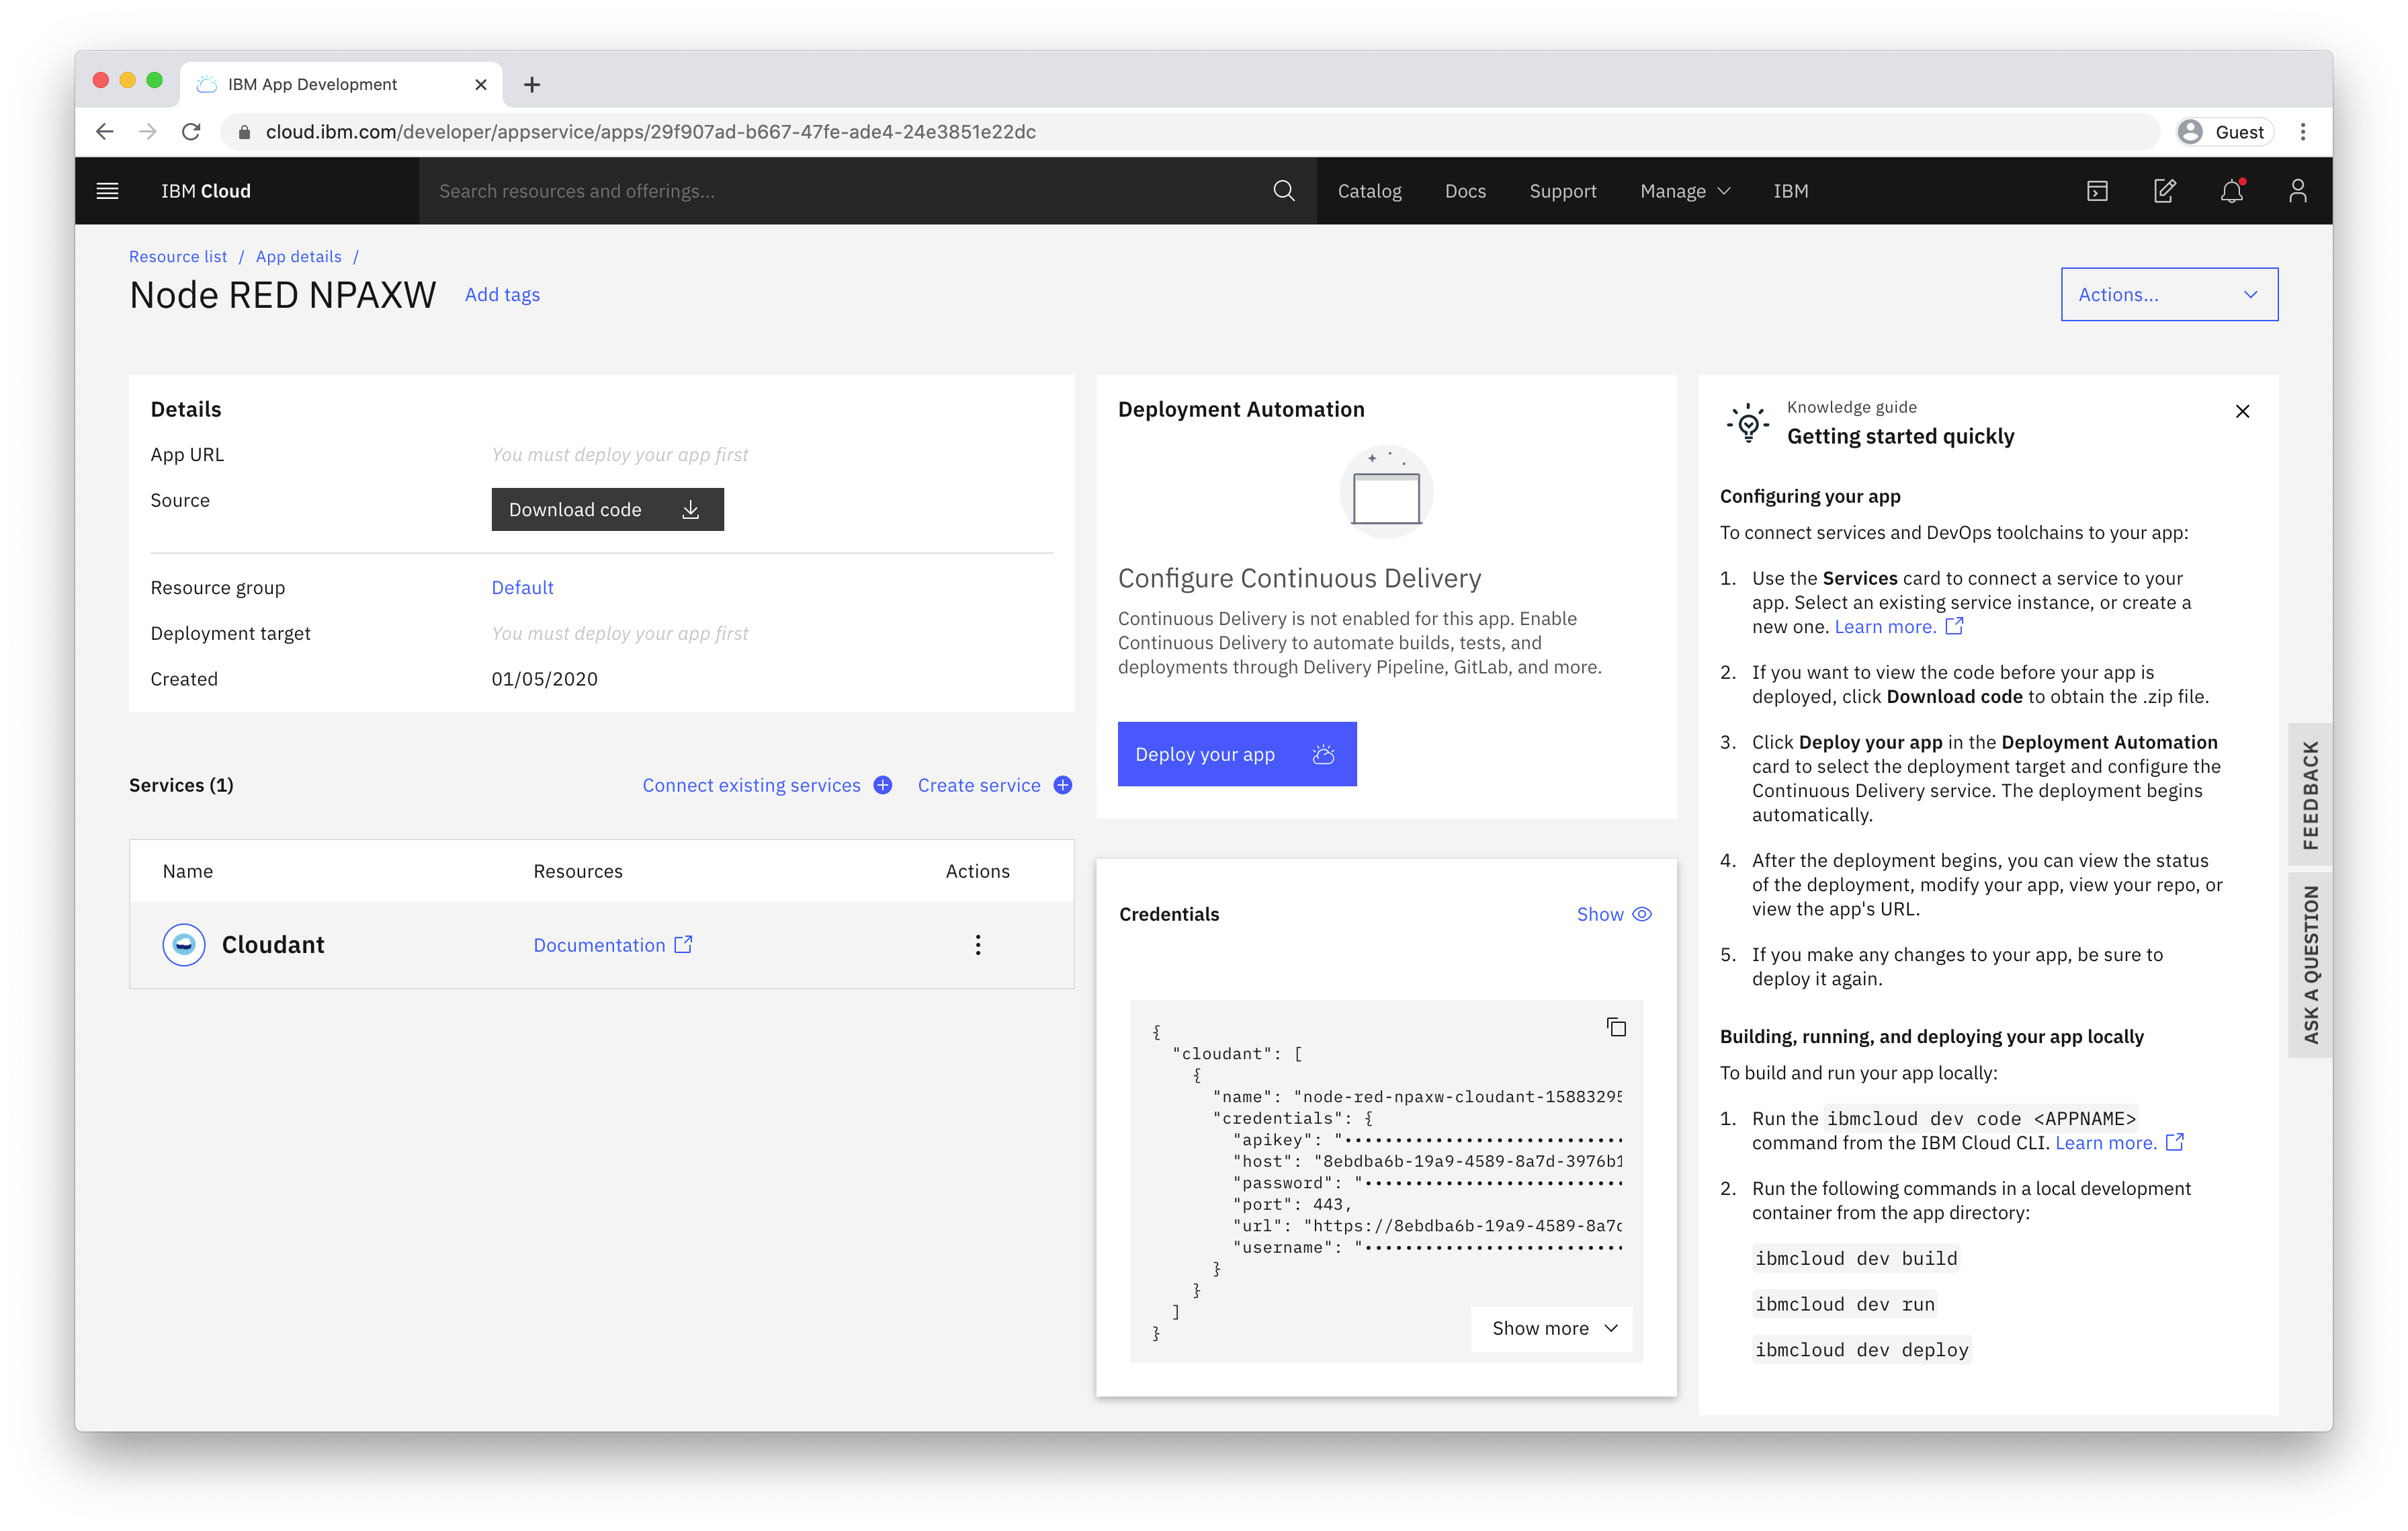 IBM App Development
cloud.ibm.com/developer/appservice/apps/29f907ad-b667-47fe-ade4-24e3851e22dc
Guest
IBM Cloud
Search resources and offerings...
Catalog
Docs
Support
Manage
IBM
Resource list / App details /
Node RED NPAXW
Add tags
Actions...
Details
App URL
You must deploy your app first
Source
Download code
Resource group
Default
Deployment target
You must deploy your app first
Created
01/05/2020
Services (1)
Connect existing services
Create service
Name
Resources
Actions
Cloudant
Documentation
Deployment Automation
Configure Continuous Delivery
Continuous Delivery is not enabled for this app. Enable
Continuous Delivery to automate builds, tests, and
deployments through Delivery Pipeline, GitLab, and more.
Deploy your app
Credentials
Show
{
"cloudant": [
{
"name": "node-red-npaxw-cloudant-15883295
"credentials": {
"apikey": "••••••••••••••••••••••••••••
"host": "8ebdba6b-19a9-4589-8a7d-3976b1
"password": "••••••••••••••••••••••••••
"port": 443,
"url": "https://8ebdba6b-19a9-4589-8a7d
"username": "••••••••••••••••••••••••••
}
}
]
}
Show more
Knowledge guide
Getting started quickly
Configuring your app
To connect services and DevOps toolchains to your app:
1. Use the Services card to connect a service to your
app. Select an existing service instance, or create a
new one. Learn more.
2. If you want to view the code before your app is
deployed, click Download code to obtain the .zip file.
3. Click Deploy your app in the Deployment Automation
card to select the deployment target and configure the
Continuous Delivery service. The deployment begins
automatically.
4. After the deployment begins, you can view the status
of the deployment, modify your app, view your repo, or
view the app's URL.
5. If you make any changes to your app, be sure to
deploy it again.
Building, running, and deploying your app locally
To build and run your app locally:
1. Run the ibmcloud dev code <APPNAME>
command from the IBM Cloud CLI. Learn more.
2. Run the following commands in a local development
container from the app directory:
ibmcloud dev build
ibmcloud dev run
ibmcloud dev deploy
FEEDBACK
ASK A QUESTION